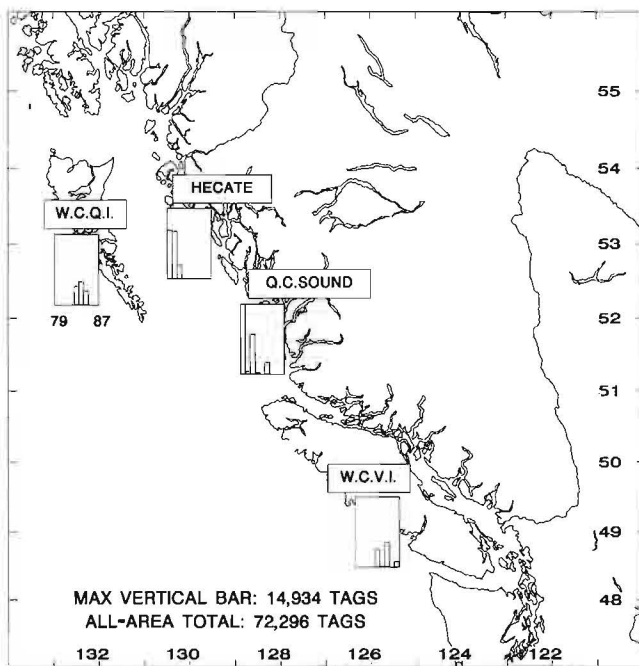 55
54
HECATE
W.C.Q.I.
53
Q.C.SOUND
79 87
52
51
50
W.C.V.I.
49
MAX VERTICAL BAR: 14,934 TAGS
48
ALL-AREA TOTAL: 72,296 TAGS
132 130 128 126 124 122